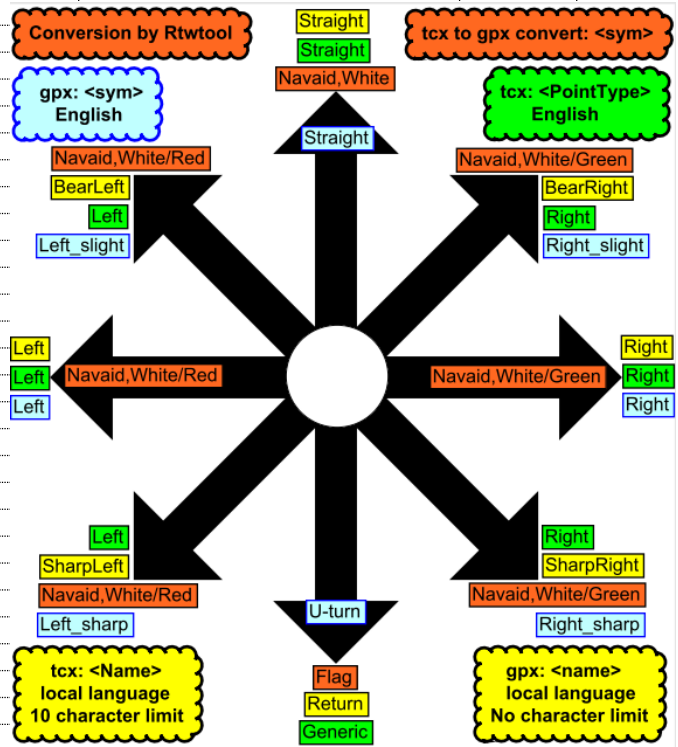 Conversion by Rtwtool
Straight
Straight
Navaid,White
tcx to gpx convert: <sym>
gpx: <sym>
English
tcx: <PointType>
English
Straight
Navaid,White/Red
BearLeft
Left
Left_slight
Navaid,White/Green
BearRight
Right
Right_slight
Left
Left
Left
Navaid,White/Red
Navaid,White/Green
Right
Right
Right
Left
SharpLeft
Navaid,White/Red
Left_sharp
Right
SharpRight
Navaid,White/Green
Right_sharp
U-turn
Flag
Return
Generic
tcx: <Name>
local language
10 character limit
gpx: <name>
local language
No character limit